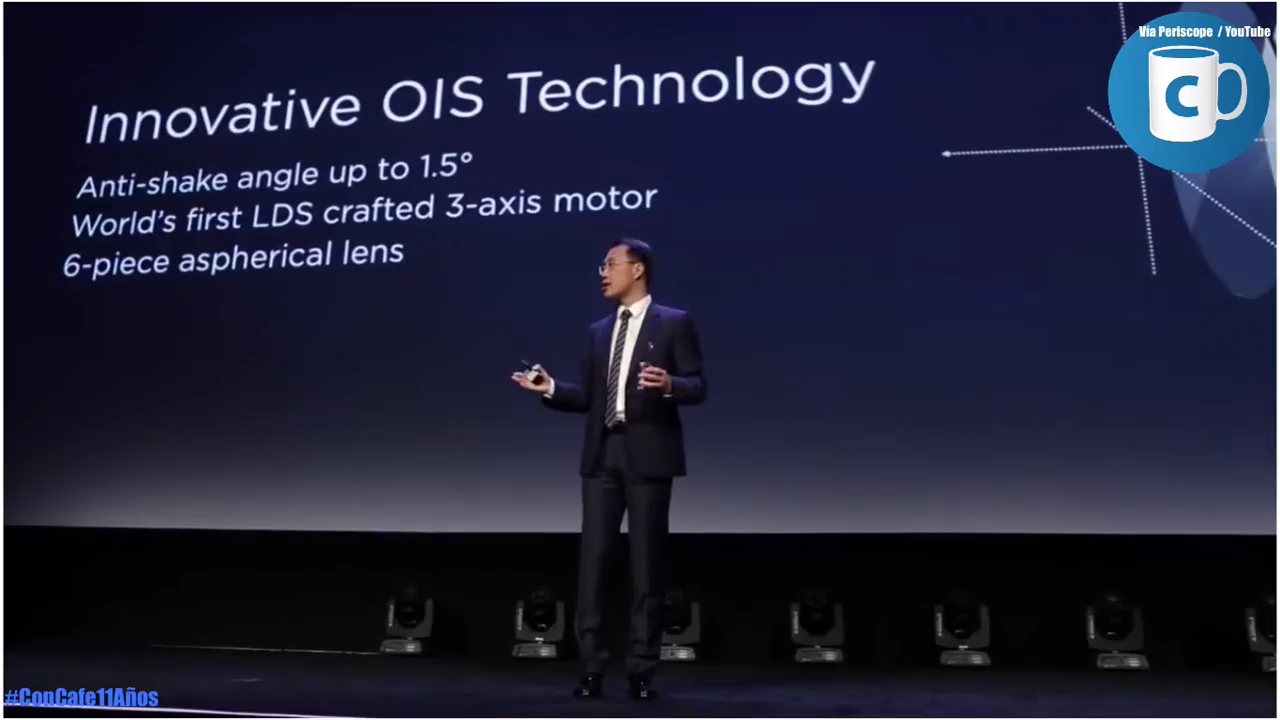 Via Periscope / YouTube
C
Innovative OIS Technology
Anti-shake angle up to 1.5°
World's first LDS crafted 3-axis motor
6-piece aspherical lens
#ConCafe11Años